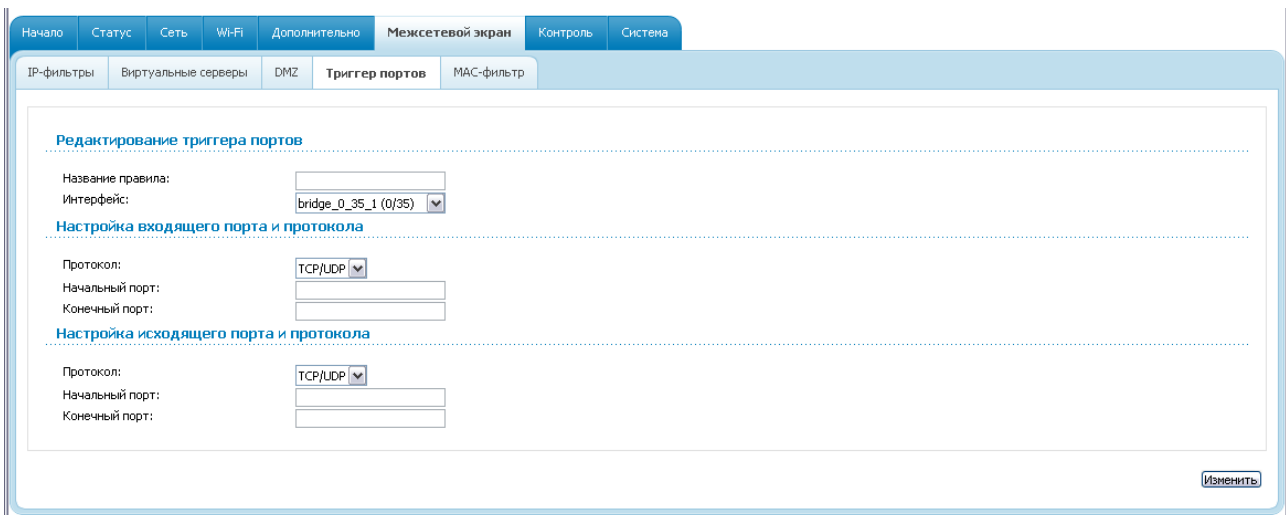 Начало Статус Сеть Wi-Fi Дополнительно Межсетевой экран Контроль Система
IP-фильтры Виртуальные серверы DMZ Триггер портов MAC-фильтр
Редактирование триггера портов
Название правила:
Интерфейс: bridge_0_35_1 (0/35)
Настройка входящего порта и протокола
Протокол: TCP/UDP
Начальный порт:
Конечный порт:
Настройка исходящего порта и протокола
Протокол: TCP/UDP
Начальный порт:
Конечный порт:
Изменить